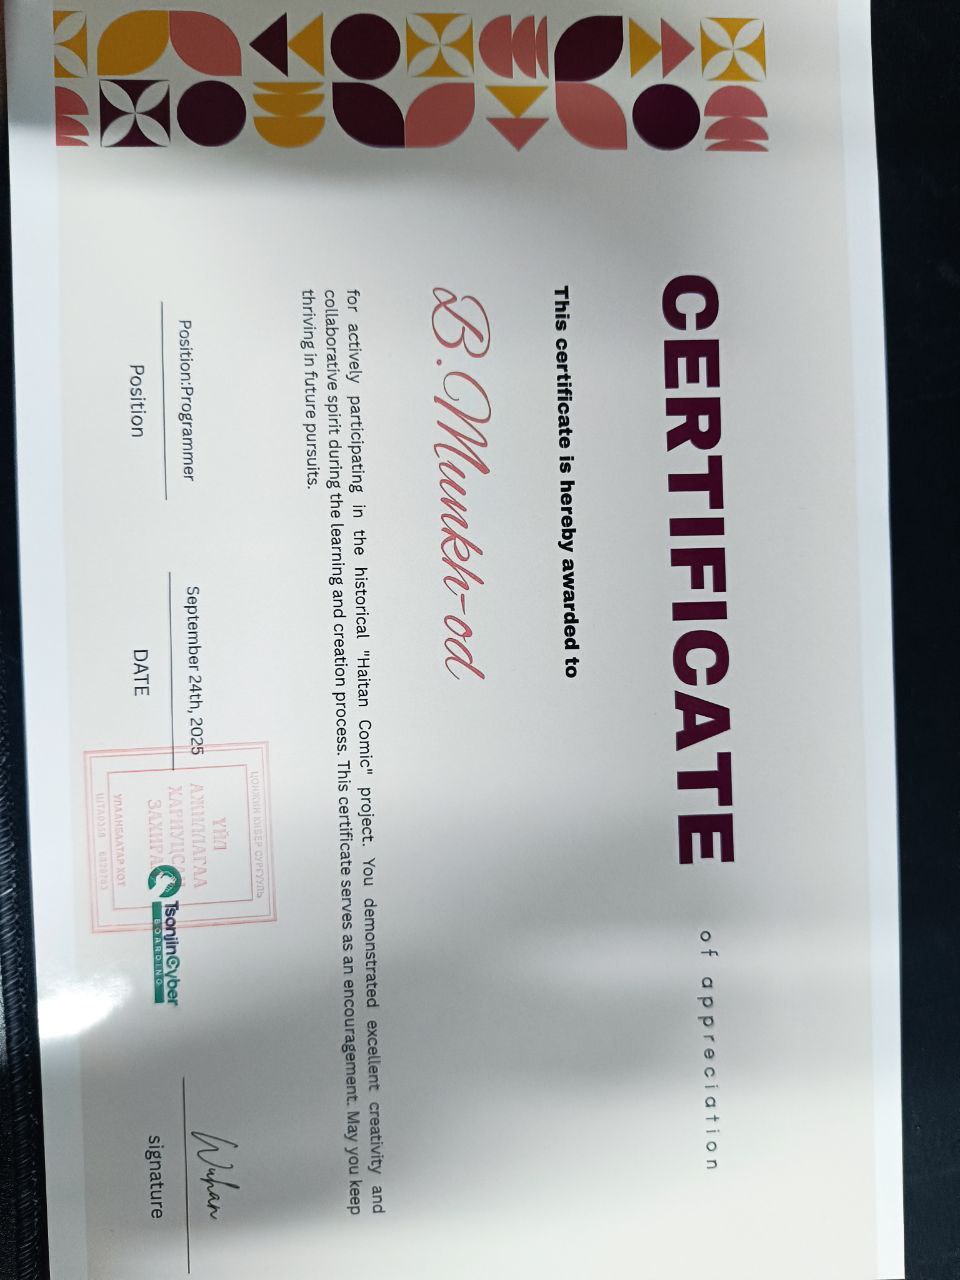 CERTIFICATE
of appreciation
This certificate is hereby awarded to
B.Munkh-od
for actively participating in the historical "Haitan Comic" project. You demonstrated excellent creativity and
collaborative spirit during the learning and creation process. This certificate serves as an encouragement. May you keep
thriving in future pursuits.
Position:Programmer
Position
September 24th, 2025
DATE
ЦОНЖИН КИБЕР СУРГУУЛЬ
ҮЙЛ
АЖИЛЛАГАА
ХАРИУЦСАН
ЗАХИРАЛ
УЛААНБААТАР ХОТ
TsonjinCyber
BOARDING
Wuhan
signature